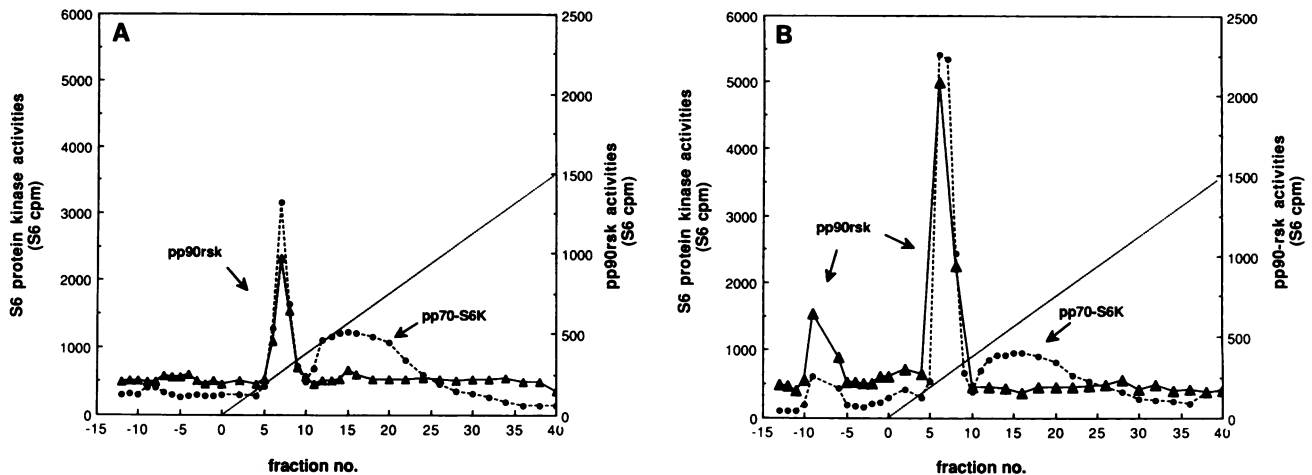 A
S6 protein kinase activities
(S6 cpm)
6000
5000
4000
3000
2000
1000
0
pp90rsk
pp70-S6K
2500
2000
1500
1000
500
0
pp90rsk activities
(S6 cpm)
-15 -10 -5 0 5 10 15 20 25 30 35 40
fraction no.
B
S6 protein kinase activities
(S6 cpm)
6000
5000
4000
3000
2000
1000
0
pp90rsk
pp70-S6K
2500
2000
1500
1000
500
0
pp90-rsk activities
(S6 cpm)
-15 -10 -5 0 5 10 15 20 25 30 35 40
fraction no.